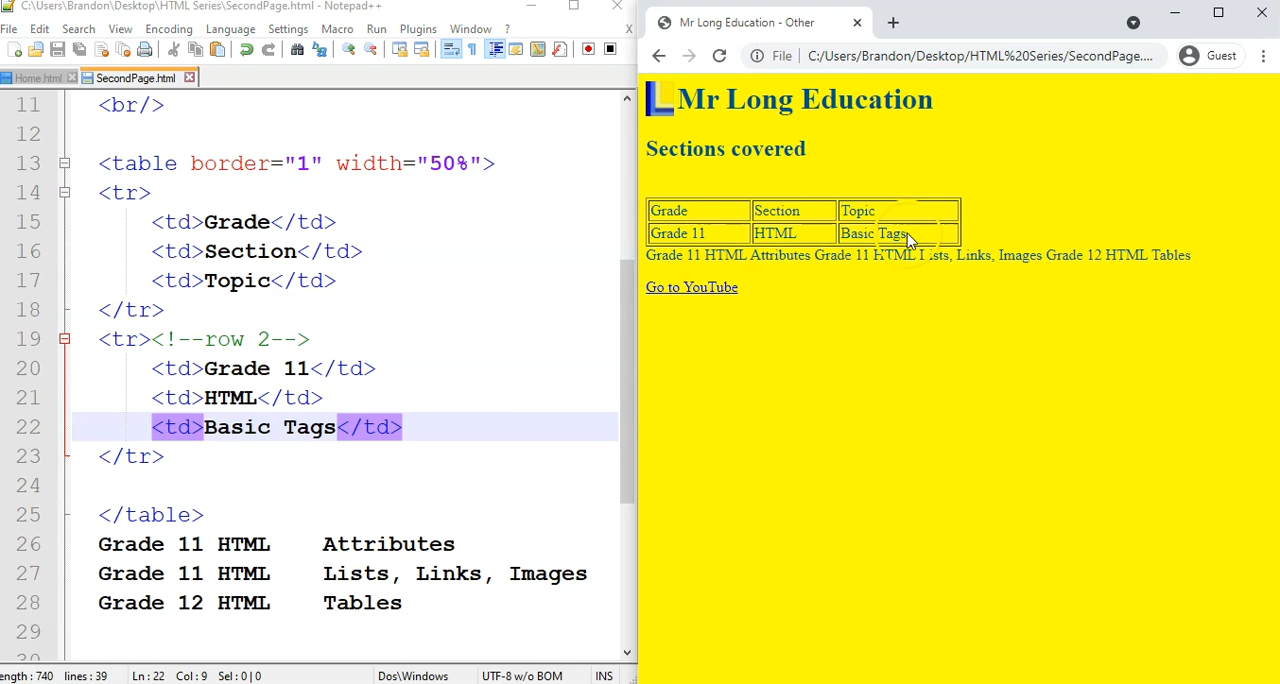 C:\Users\Brandon\Desktop\HTML Series\SecondPage.html - Notepad++
File Edit Search View Encoding Language Settings Macro Run Plugins Window ? X
Home.html SecondPage.html
11 <br/>
12
13 <table border="1" width="50%">
14 <tr>
15 <td>Grade</td>
16 <td>Section</td>
17 <td>Topic</td>
18 </tr>
19 <tr><!--row 2-->
20 <td>Grade 11</td>
21 <td>HTML</td>
22 <td>Basic Tags</td>
23 </tr>
24
25 </table>
26 Grade 11 HTML Attributes
27 Grade 11 HTML Lists, Links, Images
28 Grade 12 HTML Tables
29
30
ength : 740 lines : 39 Ln : 22 Col : 9 Sel : 0 | 0 Dos\Windows UTF-8 w/o BOM INS
Mr Long Education - Other
File C:/Users/Brandon/Desktop/HTML%20Series/SecondPage.... Guest
Mr Long Education
Sections covered
Grade Section Topic
Grade 11 HTML Basic Tags
Grade 11 HTML Attributes Grade 11 HTML Lists, Links, Images Grade 12 HTML Tables
Go to YouTube